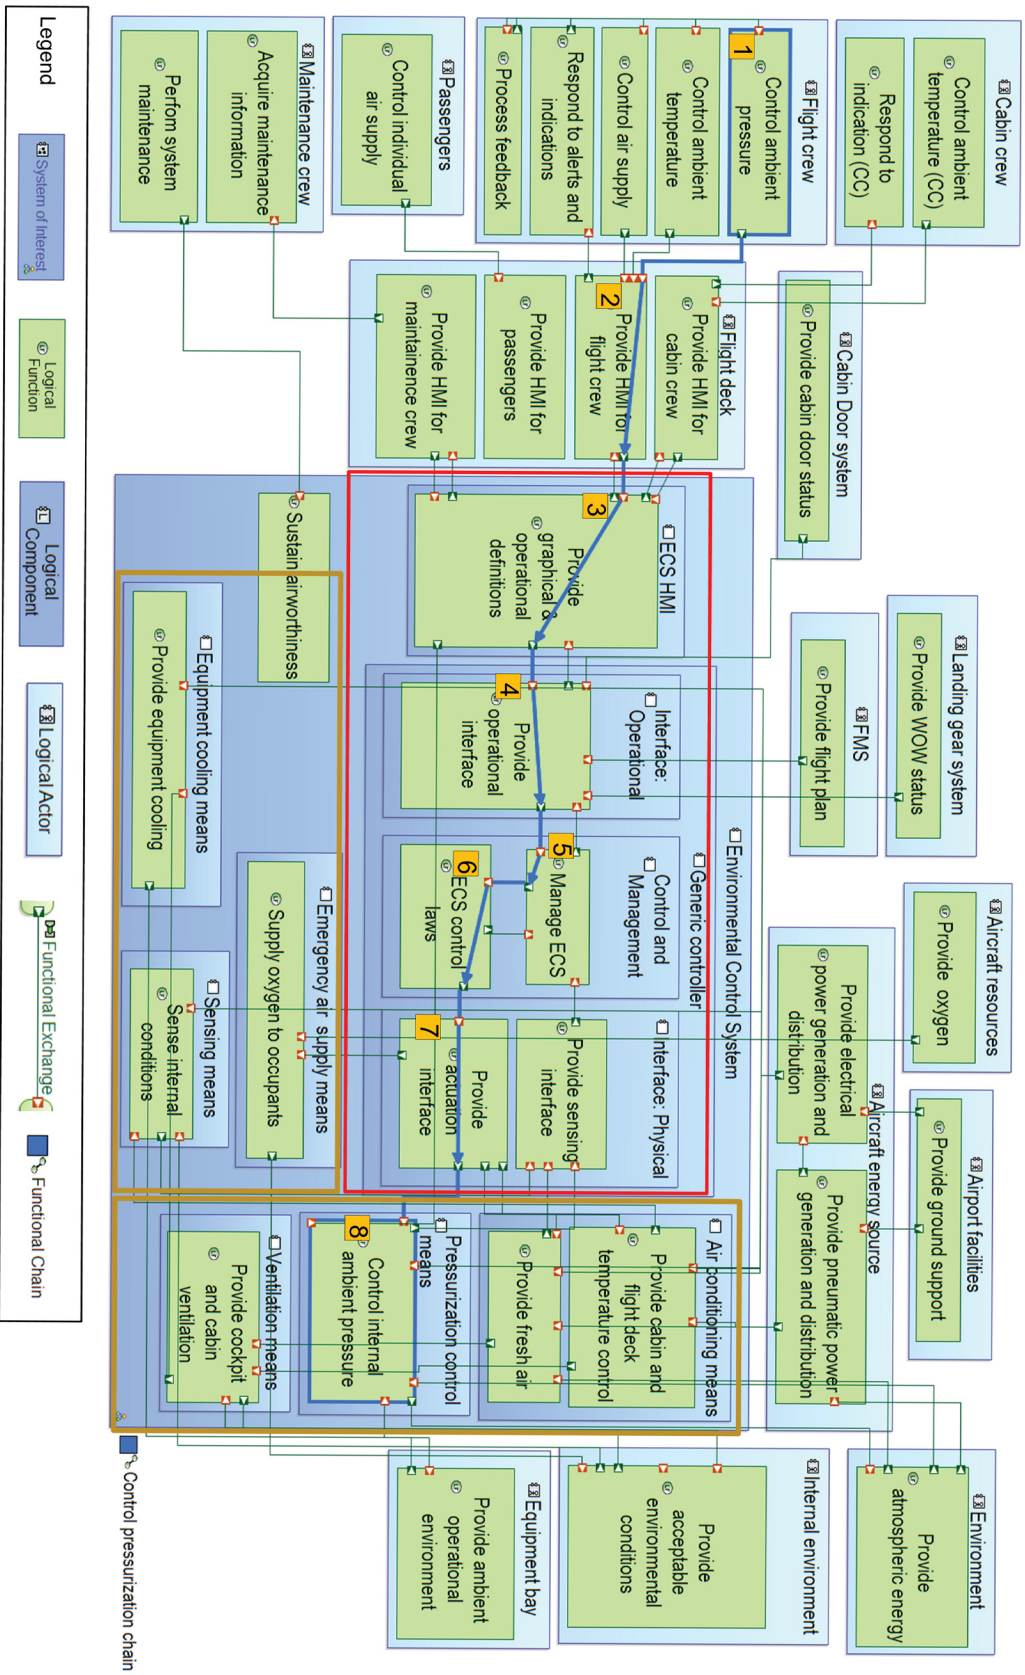 Cabin crew
Control ambient
temperature (CC)
Respond to
indication (CC)
Flight crew
1
Control ambient
pressure
Control ambient
temperature
Control air supply
Respond to alerts and
indications
Process feedback
Passengers
Control individual
air supply
Maintenance crew
Acquire maintenance
information
Perfom system
maintenance
Cabin Door system
Provide cabin door status
Flight deck
Provide HMI for
cabin crew
2
Provide HMI for
flight crew
Provide HMI for
passengers
Provide HMI for
maintainence crew
Landing gear system
Provide WOW status
FMS
Provide flight plan
Environmental Control System
Generic controller
ECS HMI
3
Provide
graphical &
operational
definitions
Sustain airworthiness
Interface:
Operational
4
Provide
operational
interface
Control and
Management
5
Manage ECS
6
ECS control
laws
Interface: Physical
Provide sensing
interface
7
Provide
actuation
interface
Equipment cooling means
Provide equipment cooling
Emergency air supply means
Supply oxygen to occupants
Sensing means
Sense internal
conditions
Aircraft resources
Provide oxygen
Aircraft energy source
Provide electrical
power generation and
distribution
Provide pneumatic power
generation and distribution
Airport facilities
Provide ground support
Air conditioning means
Provide cabin and
flight deck
temperature control
Provide fresh air
Pressurization control
means
8
Control internal
ambient pressure
Ventilation means
Provide cockpit
and cabin
ventilation
Environment
Provide
atmospheric energy
Internal environment
Provide
acceptable
environmental
conditions
Equipment bay
Provide ambient
operational
environment
Control pressurization chain
Legend
System of Interest
Logical
Function
Logical
Component
Logical Actor
Functional Exchange
Functional Chain